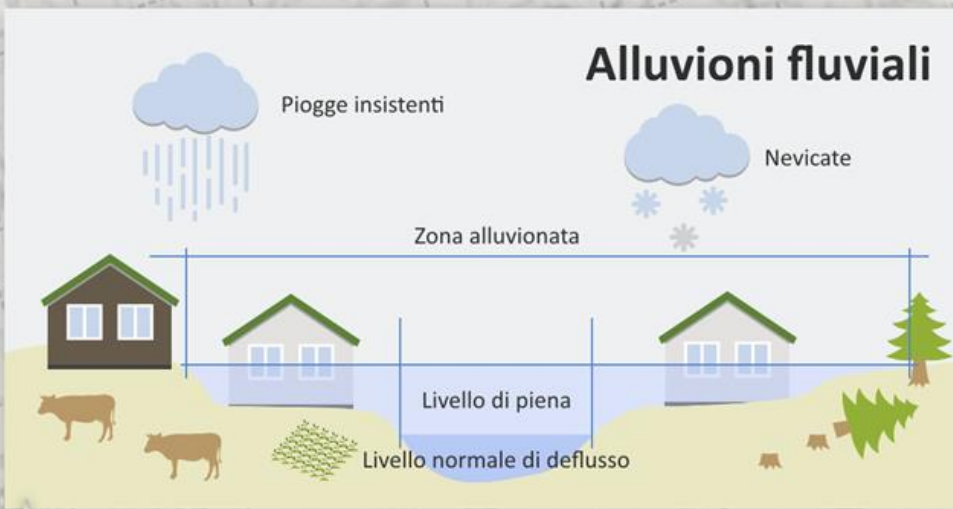 Alluvioni fluviali
Piogge insistenti
Nevicate
Zona alluvionata
Livello di piena
Livello normale di deflusso